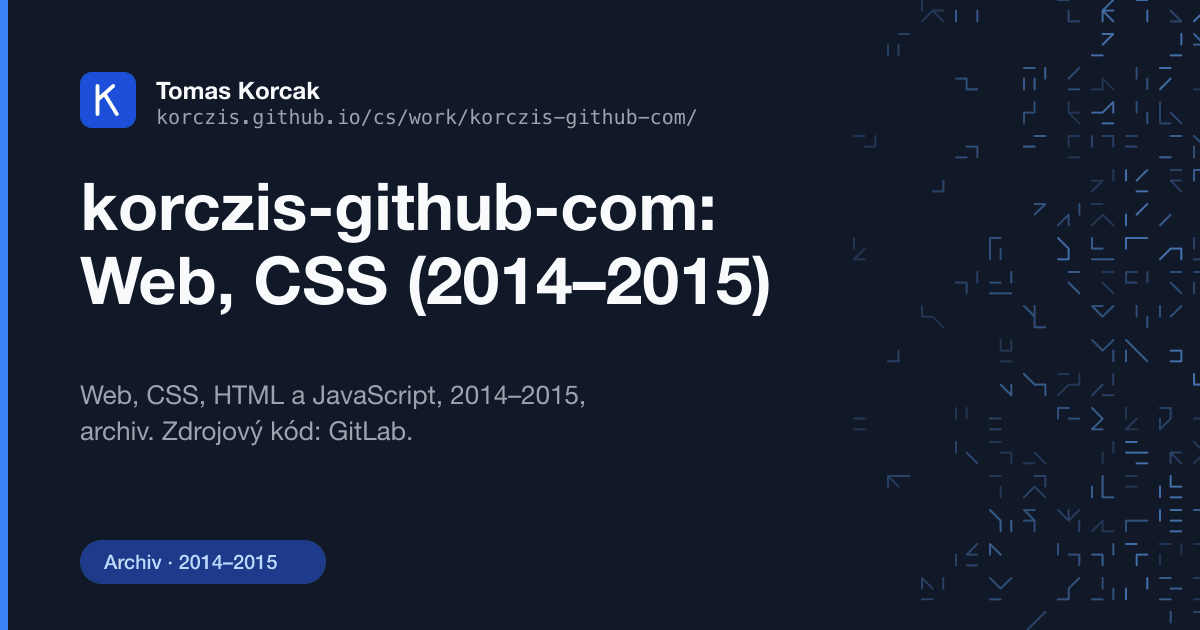 K
Tomas Korcak
korczis.github.io/cs/work/korczis-github-com/
korczis-github-com:
Web, CSS (2014–2015)
Web, CSS, HTML a JavaScript, 2014–2015,
archiv. Zdrojový kód: GitLab.
Archiv · 2014–2015